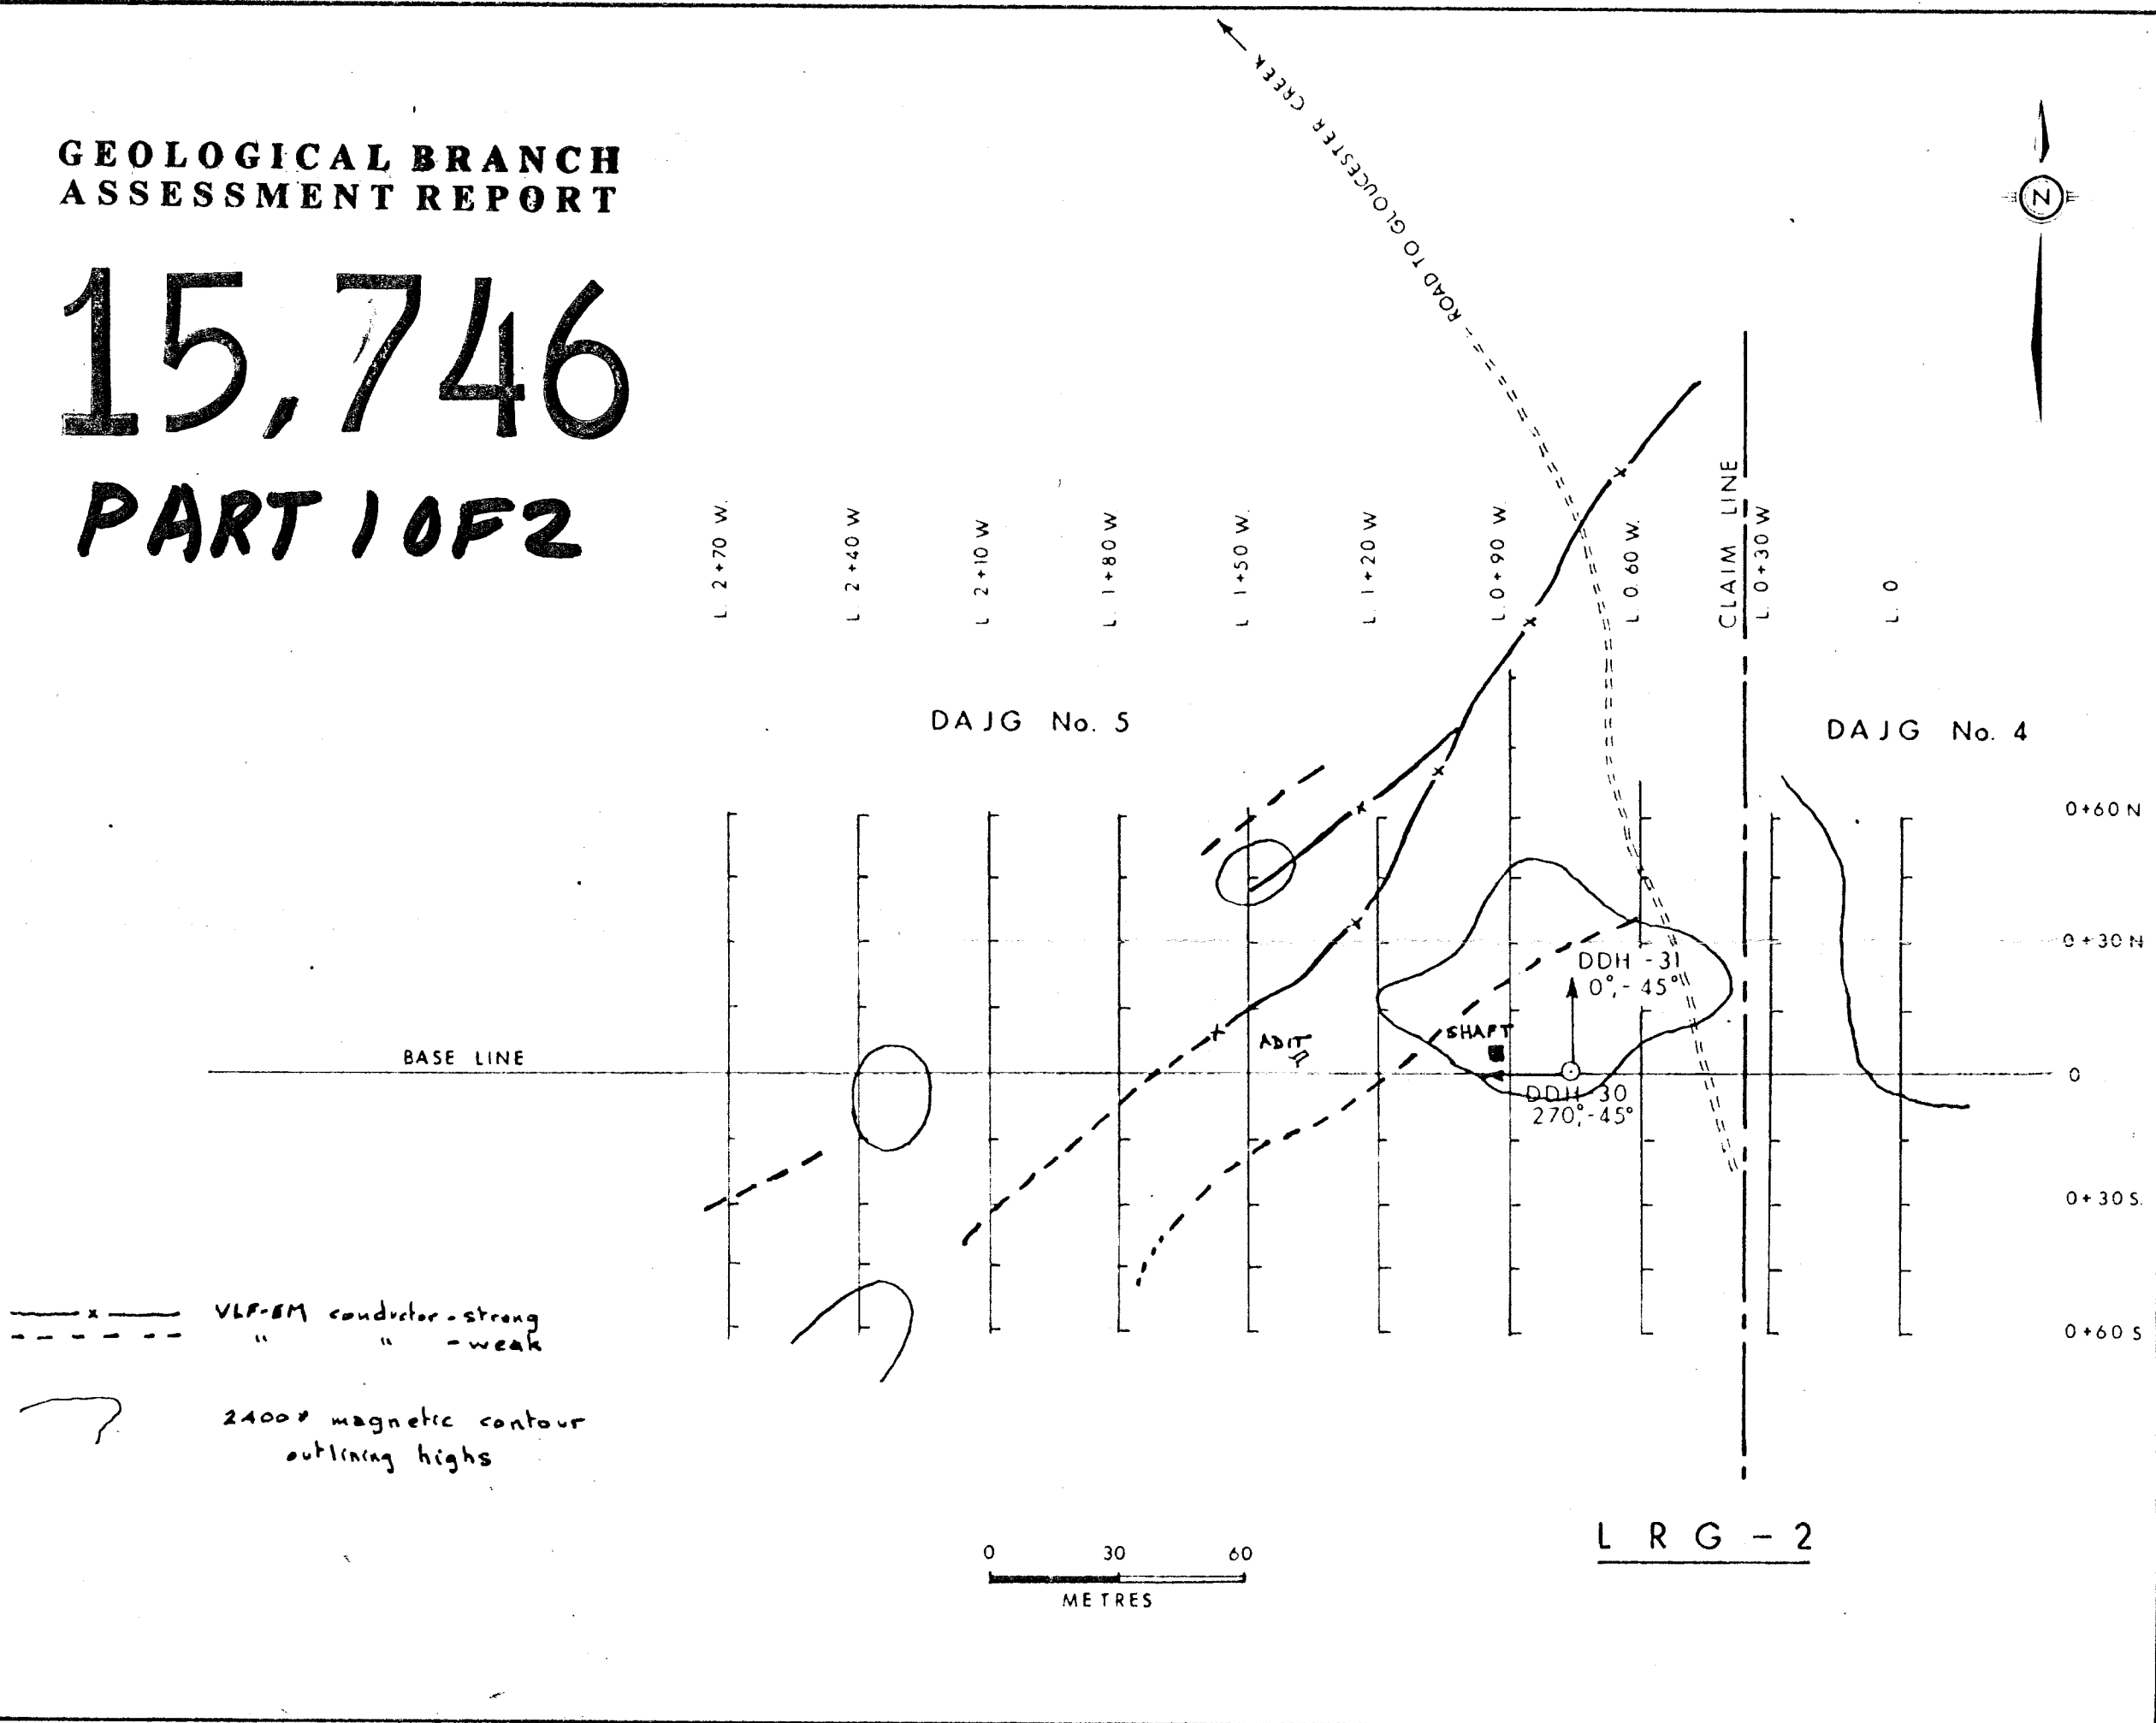 GEOLOGICAL BRANCH
ASSESSMENT REPORT
15,746
PART 1 OF 2
ROAD TO GLOUCESTER CREEK
N
L. 2+70 W.
L. 2+40 W
L 2+10 W
L. 1+80 W
L 1+50 W.
L. 1+20 W
L. 0+90 W.
L. 0 60 W.
CLAIM LINE
L. 0+30 W
L. 0
DAJG No. 5
DAJG No. 4
0+60 N
0+30 N
DDH-31
0°,-45°
SHAFT
ADIT
BASE LINE
0
DDH-30
270°,-45°
0+30 S.
0+60 S
x VLF-EM conductor - strong
" " - weak
2400γ magnetic contour
outlining highs
0 30 60
METRES
LRG-2